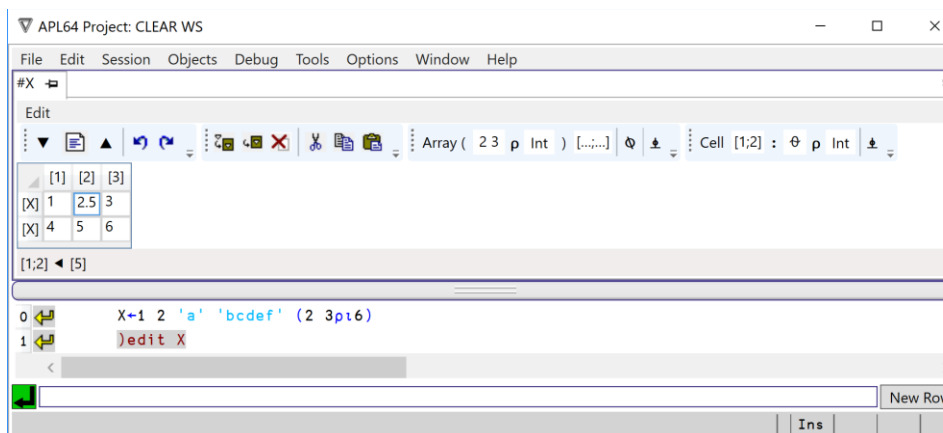 APL64 Project: CLEAR WS
File Edit Session Objects Debug Tools Options Window Help
#X
Edit
Array ( 2 3 ρ Int ) [...;...] ⍉ Cell [1;2] : ⍬ ρ Int
[1] [2] [3]
[X] 1 2.5 3
[X] 4 5 6
[1;2] ◄ [5]
0 X←1 2 'a' 'bcdef' (2 3ρι6)
1 )edit X
New Row
Ins